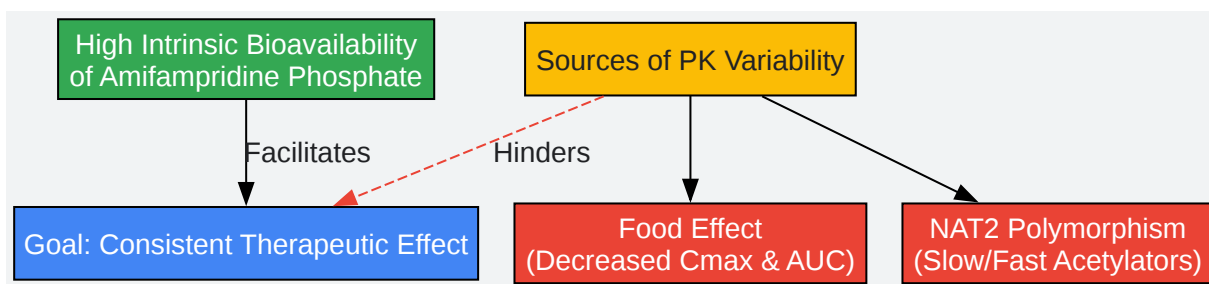 High Intrinsic Bioavailability
of Amifampridine Phosphate
Sources of PK Variability
Facilitates
Hinders
Goal: Consistent Therapeutic Effect
Food Effect
(Decreased Cmax & AUC)
NAT2 Polymorphism
(Slow/Fast Acetylators)